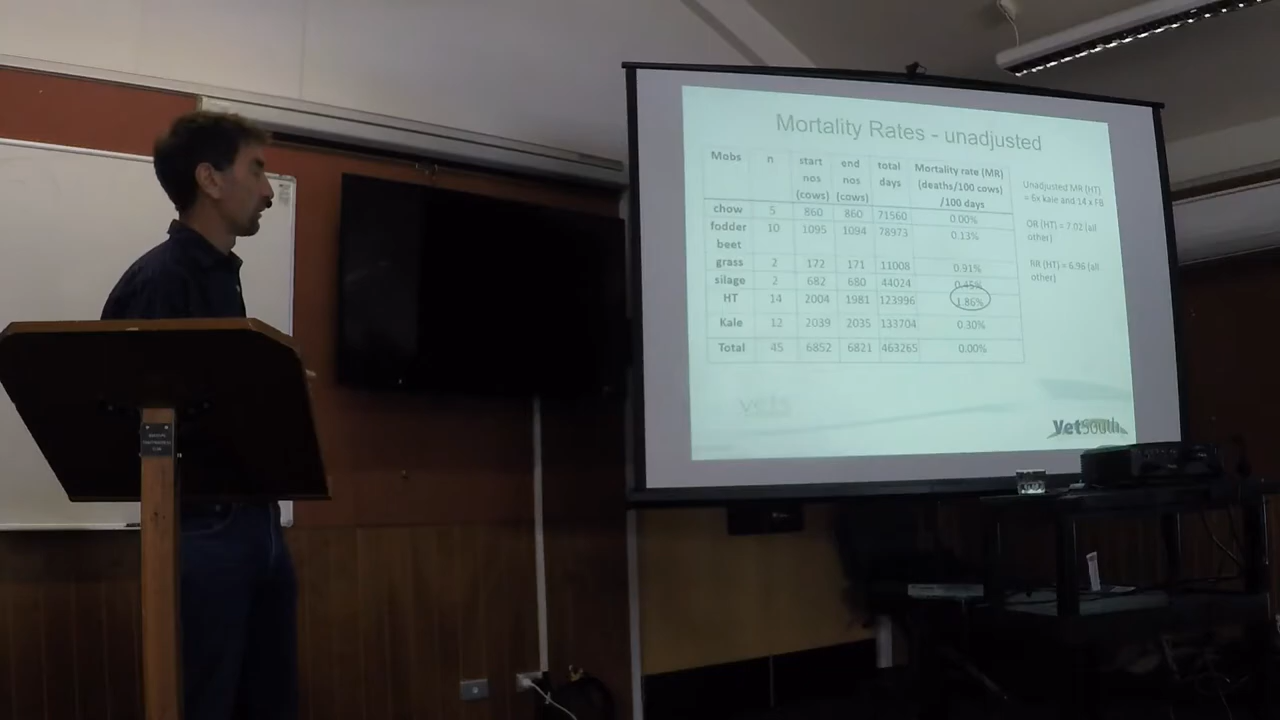 Mortality Rates - unadjusted
Mobs n start nos (cows) end nos (cows) total days Mortality rate (MR) (deaths/100 cows) /100 days
chow 5 860 860 71560 0.00%
fodder beet 10 1095 1094 78973 0.13%
grass 2 172 171 11008 0.91%
silage 2 682 680 44024 0.45%
HT 14 2004 1981 123996 1.86%
Kale 12 2039 2035 133704 0.30%
Total 45 6852 6821 463265 0.00%
Unadjusted MR (HT)
= 6x kale and 14 x FB
OR (HT) = 7.02 (all
other)
RR (HT) = 6.96 (all
other)
vets
VetSouth